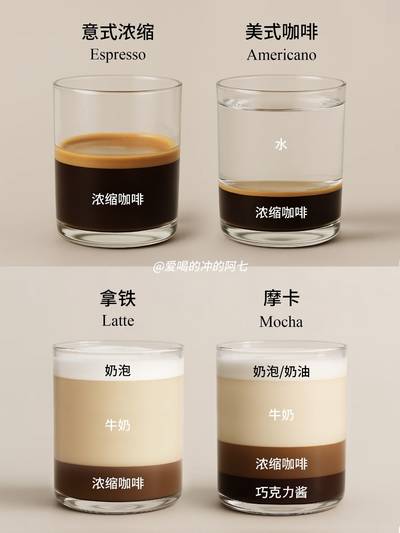 意式浓缩
Espresso
美式咖啡
Americano
浓缩咖啡
水
浓缩咖啡
@爱喝的冲的阿七
拿铁
Latte
摩卡
Mocha
奶泡
牛奶
浓缩咖啡
奶泡/奶油
牛奶
浓缩咖啡
巧克力酱